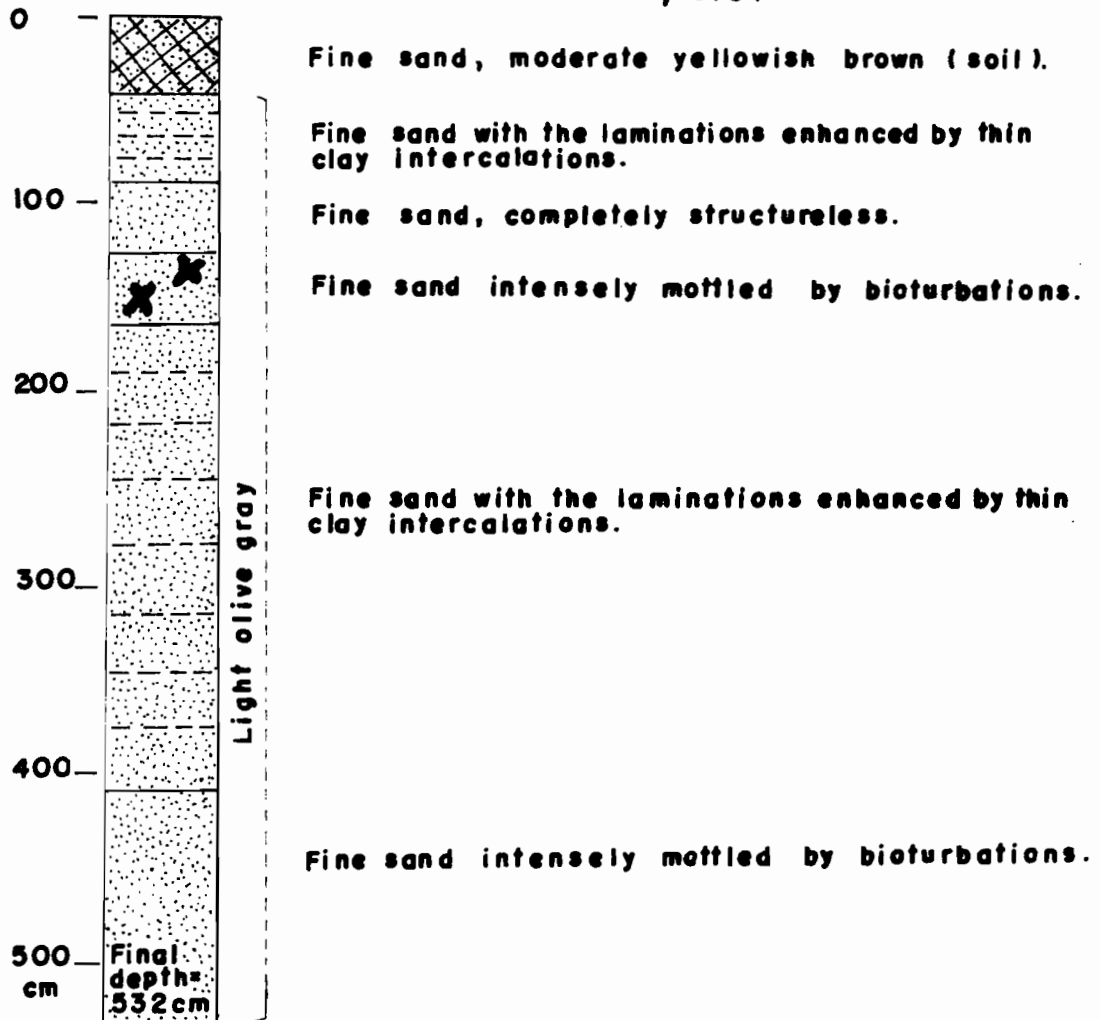 0
Fine sand, moderate yellowish brown (soil).
Fine sand with the laminations enhanced by thin
clay intercalations.
100
Fine sand, completely structureless.
Fine sand intensely mottled by bioturbations.
200
Fine sand with the laminations enhanced by thin
clay intercalations.
Light olive gray
300
400
Fine sand intensely mottled by bioturbations.
500
cm
Final
depth=
532cm